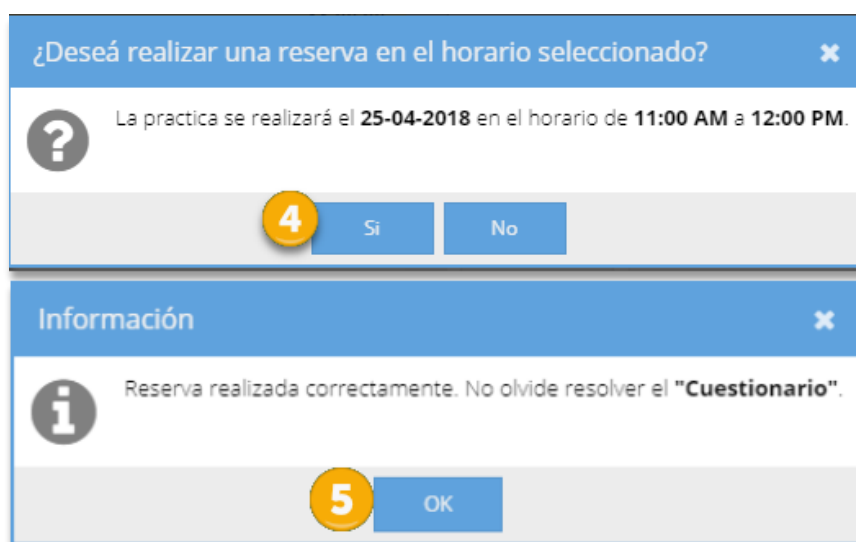 ¿Deseá realizar una reserva en el horario seleccionado?
La practica se realizará el 25-04-2018 en el horario de 11:00 AM a 12:00 PM.
4
Si
No
Información
Reserva realizada correctamente. No olvide resolver el "Cuestionario".
5
OK